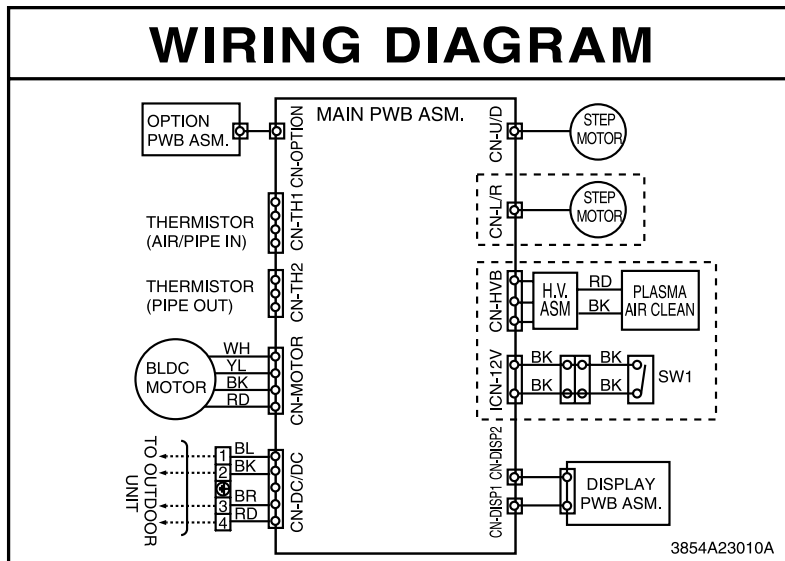 WIRING DIAGRAM
OPTION
PWB ASM.
CN-OPTION
MAIN PWB ASM.
CN-U/D
STEP
MOTOR
CN-L/R
STEP
MOTOR
THERMISTOR
(AIR/PIPE IN)
CN-TH1
THERMISTOR
(PIPE OUT)
CN-TH2
CN-HVB
H.V.
ASM
RD
BK
PLASMA
AIR CLEAN
BLDC
MOTOR
WH
YL
BK
RD
CN-MOTOR
ICN-12V
BK
BK
BK
BK
SW1
TO OUTDOOR
UNIT
1
2
3
4
BL
BK
BR
RD
CN-DC/DC
CN-DISP1
CN-DISP2
DISPLAY
PWB ASM.
3854A23010A